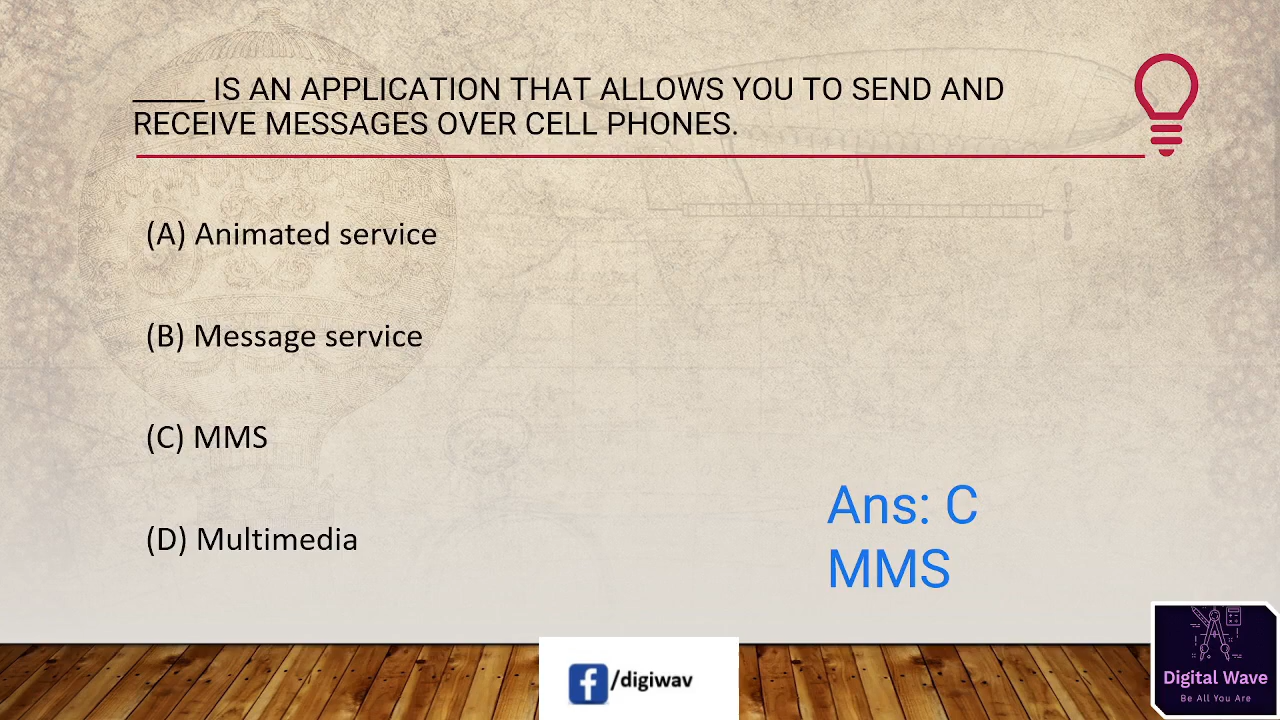 _____ IS AN APPLICATION THAT ALLOWS YOU TO SEND AND
RECEIVE MESSAGES OVER CELL PHONES.
(A) Animated service
(B) Message service
(C) MMS
(D) Multimedia
Ans: C
MMS
f/digiwav
Digital Wave
Be All You Are